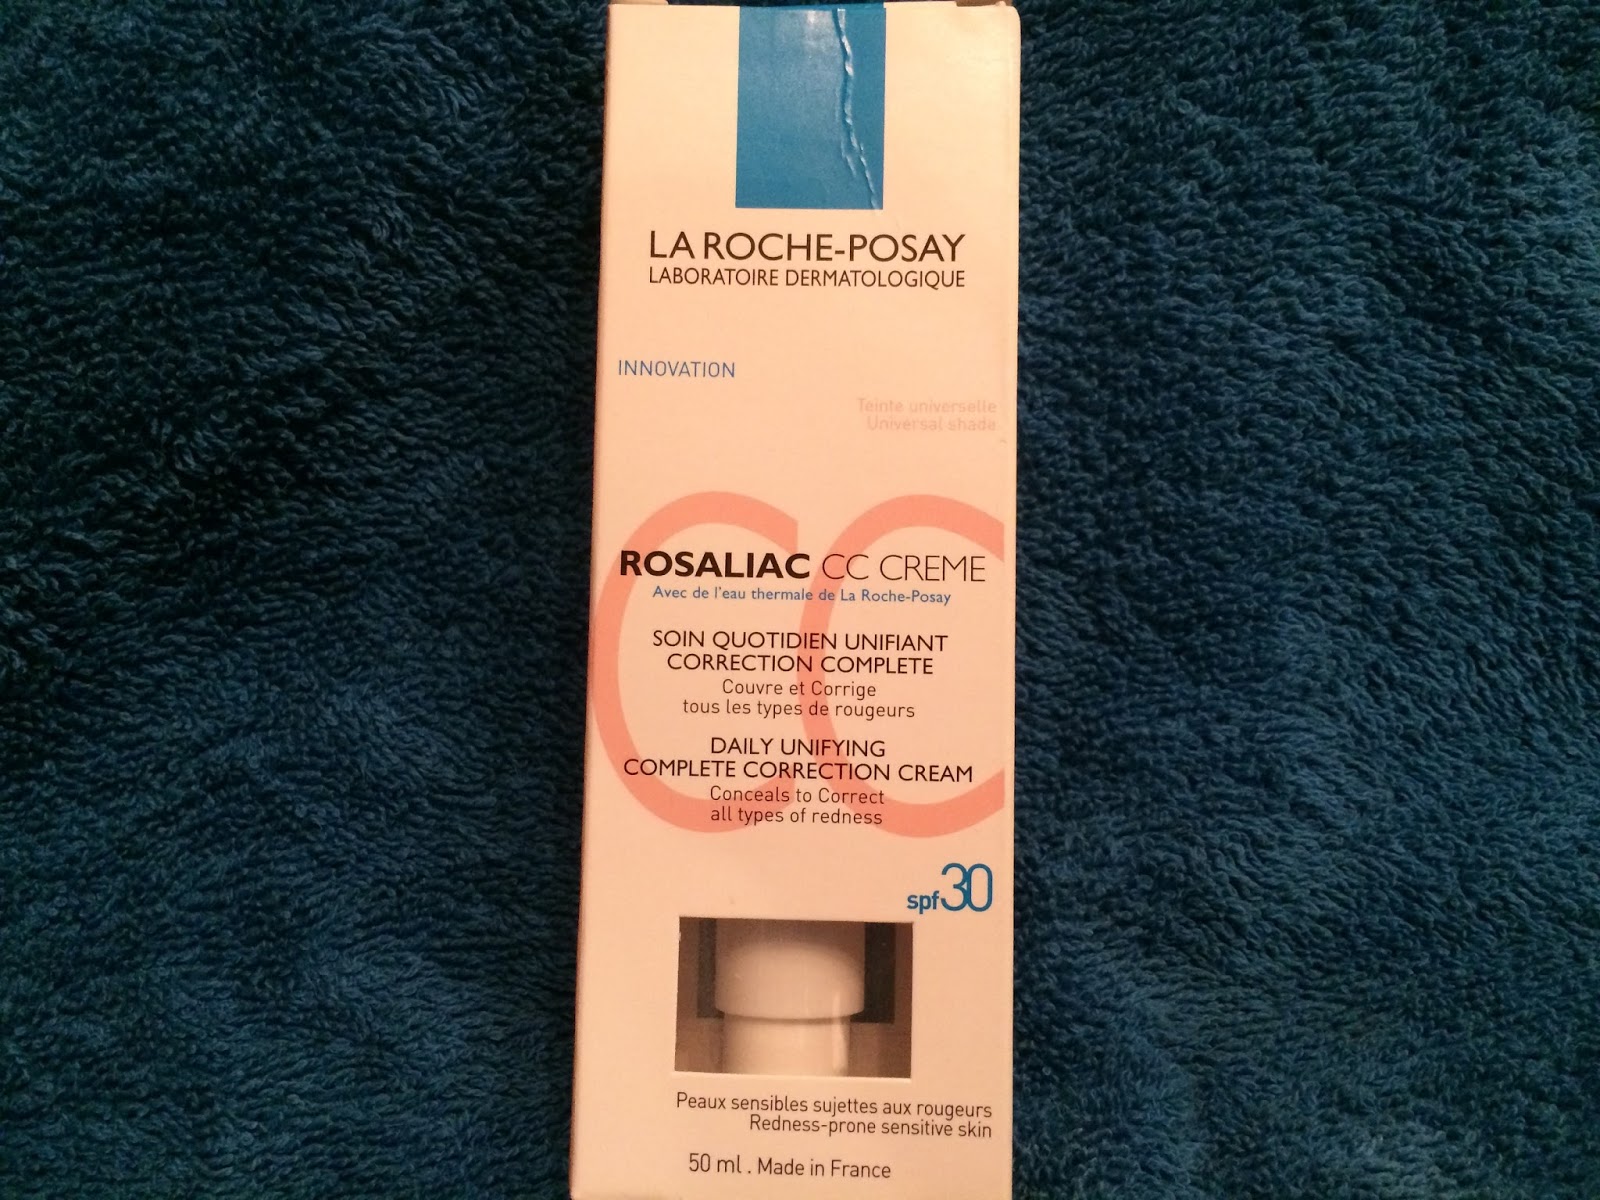 LA ROCHE-POSAY
LABORATOIRE DERMATOLOGIQUE
INNOVATION
Teinte universelle
Universal shade
CC
ROSALIAC CC CREME
Avec de l'eau thermale de La Roche-Posay
SOIN QUOTIDIEN UNIFIANT
CORRECTION COMPLETE
Couvre et Corrige
tous les types de rougeurs
DAILY UNIFYING
COMPLETE CORRECTION CREAM
Conceals to Correct
all types of redness
spf30
Peaux sensibles sujettes aux rougeurs
Redness-prone sensitive skin
50 ml . Made in France